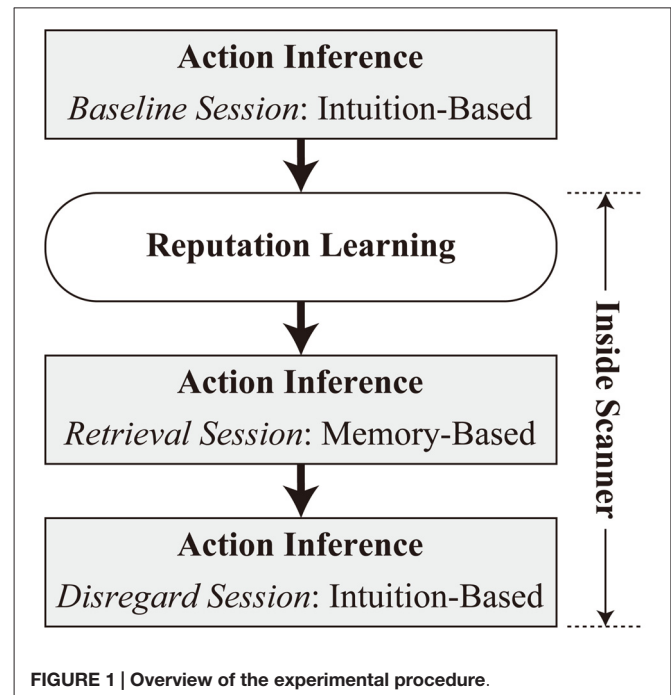 Action Inference
Baseline Session: Intuition-Based
Reputation Learning
Action Inference
Retrieval Session: Memory-Based
Action Inference
Disregard Session: Intuition-Based
Inside Scanner
FIGURE 1 | Overview of the experimental procedure.